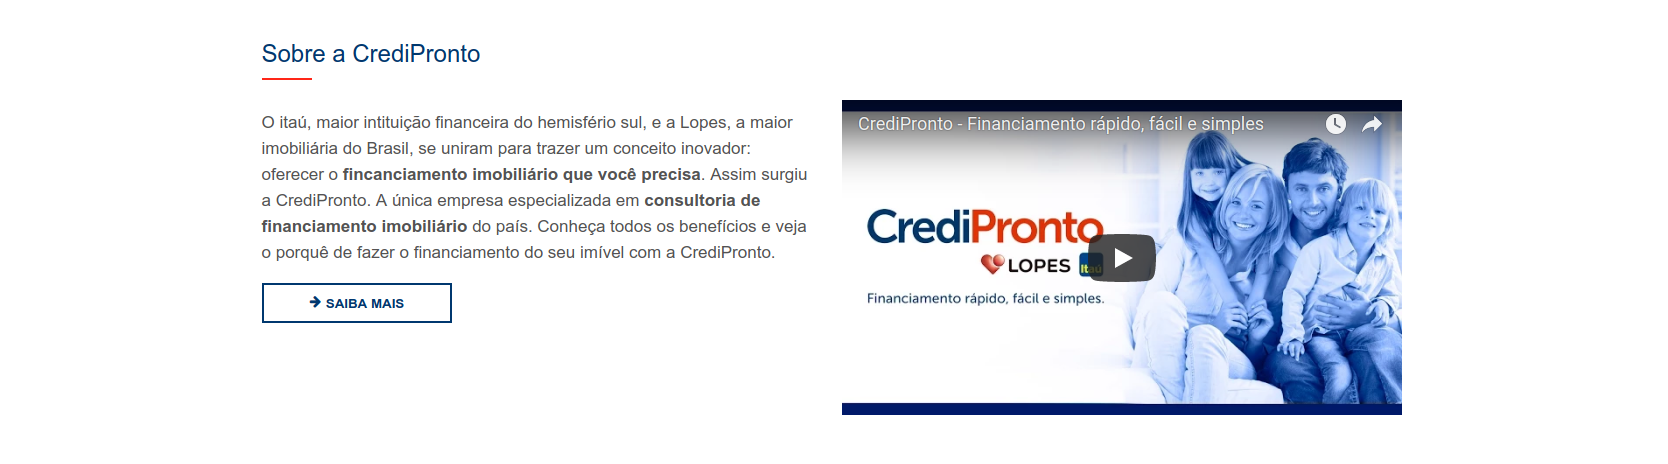 Sobre a CrediPronto
O itaú, maior intituição financeira do hemisfério sul, e a Lopes, a maior
imobiliária do Brasil, se uniram para trazer um conceito inovador:
oferecer o fincanciamento imobiliário que você precisa. Assim surgiu
a CrediPronto. A única empresa especializada em consultoria de
financiamento imobiliário do país. Conheça todos os benefícios e veja
o porquê de fazer o financiamento do seu imível com a CrediPronto.
SAIBA MAIS
CrediPronto - Financiamento rápido, fácil e simples
CrediPronto
LOPES Itaú
Financiamento rápido, fácil e simples.